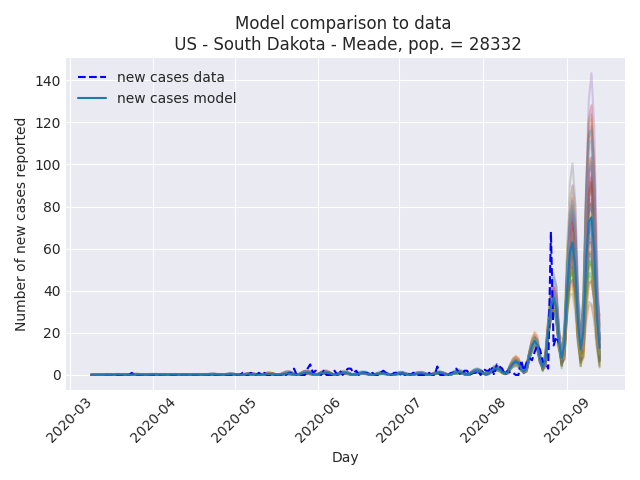 Model comparison to data
US - South Dakota - Meade, pop. = 28332
new cases data
new cases model
Number of new cases reported
140
120
100
80
60
40
20
0
2020-03
2020-04
2020-05
2020-06
2020-07
2020-08
2020-09
Day